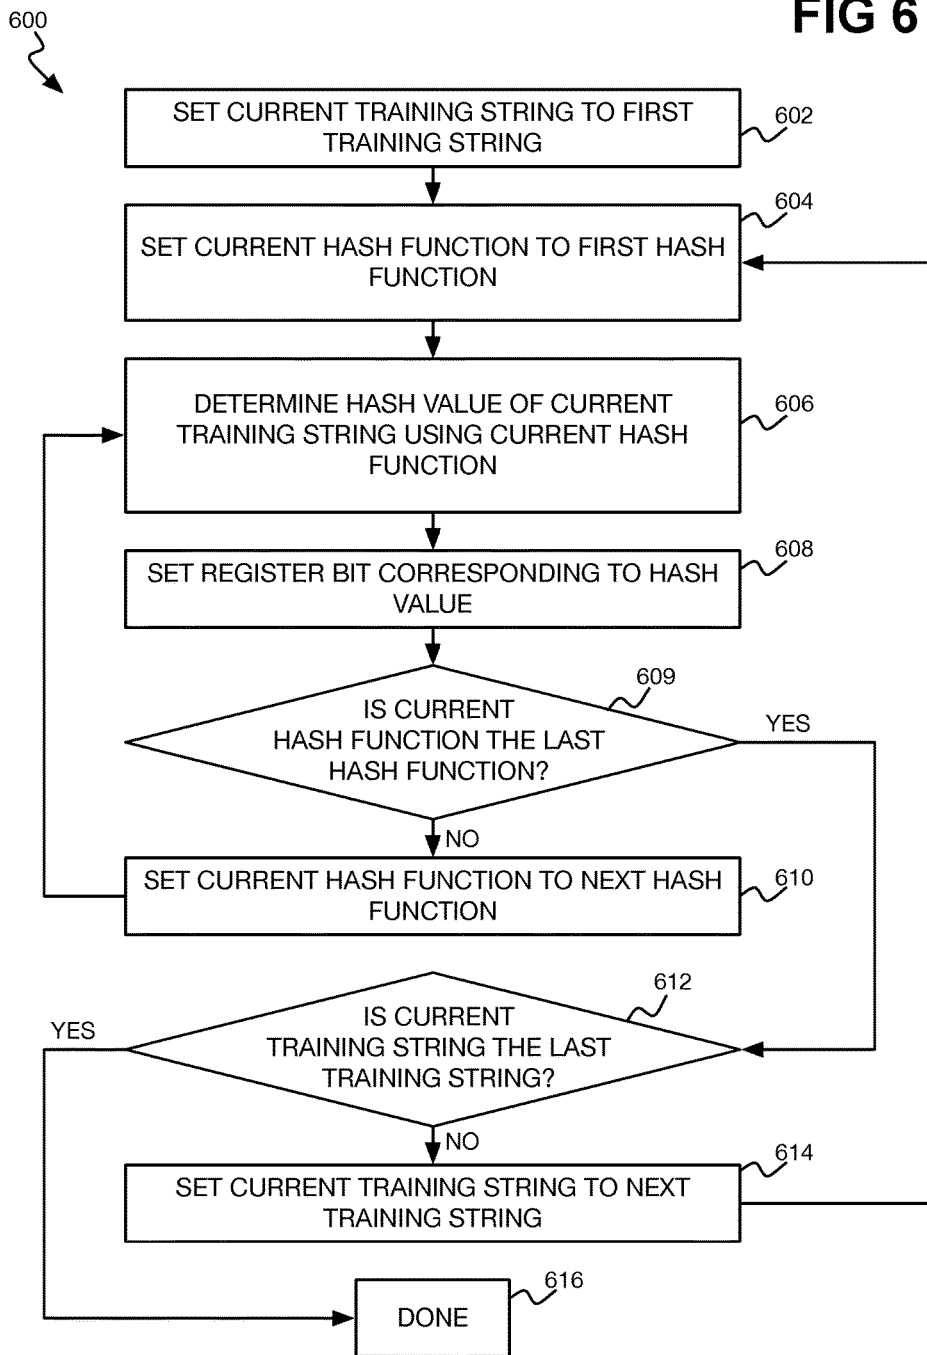 FIG 6
600
SET CURRENT TRAINING STRING TO FIRST
TRAINING STRING
602
604
SET CURRENT HASH FUNCTION TO FIRST HASH
FUNCTION
DETERMINE HASH VALUE OF CURRENT
TRAINING STRING USING CURRENT HASH
FUNCTION
606
SET REGISTER BIT CORRESPONDING TO HASH
VALUE
608
609
IS CURRENT
HASH FUNCTION THE LAST
HASH FUNCTION?
YES
NO
SET CURRENT HASH FUNCTION TO NEXT HASH
FUNCTION
610
612
IS CURRENT
TRAINING STRING THE LAST
TRAINING STRING?
YES
NO
614
SET CURRENT TRAINING STRING TO NEXT
TRAINING STRING
616
DONE